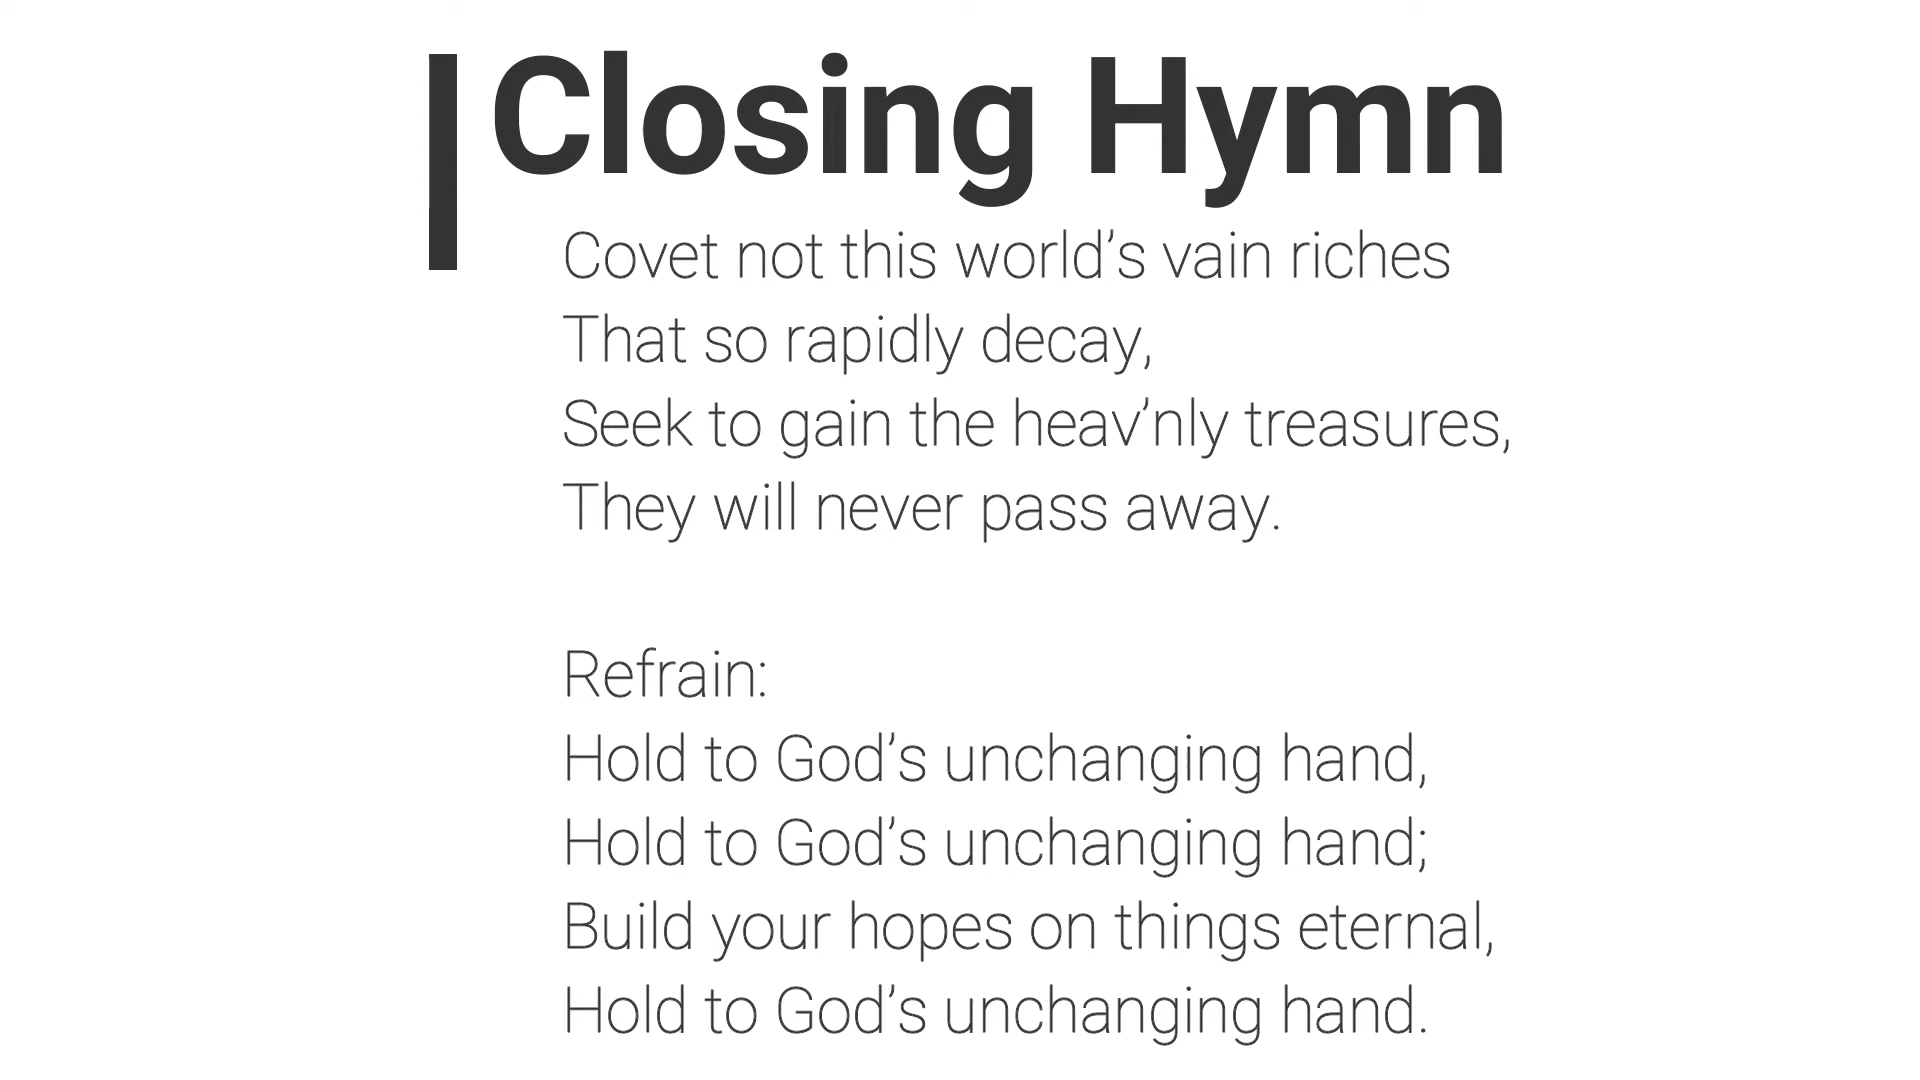 Closing Hymn
Covet not this world’s vain riches
That so rapidly decay,
Seek to gain the heav’nly treasures,
They will never pass away.
Refrain:
Hold to God’s unchanging hand,
Hold to God’s unchanging hand;
Build your hopes on things eternal,
Hold to God’s unchanging hand.